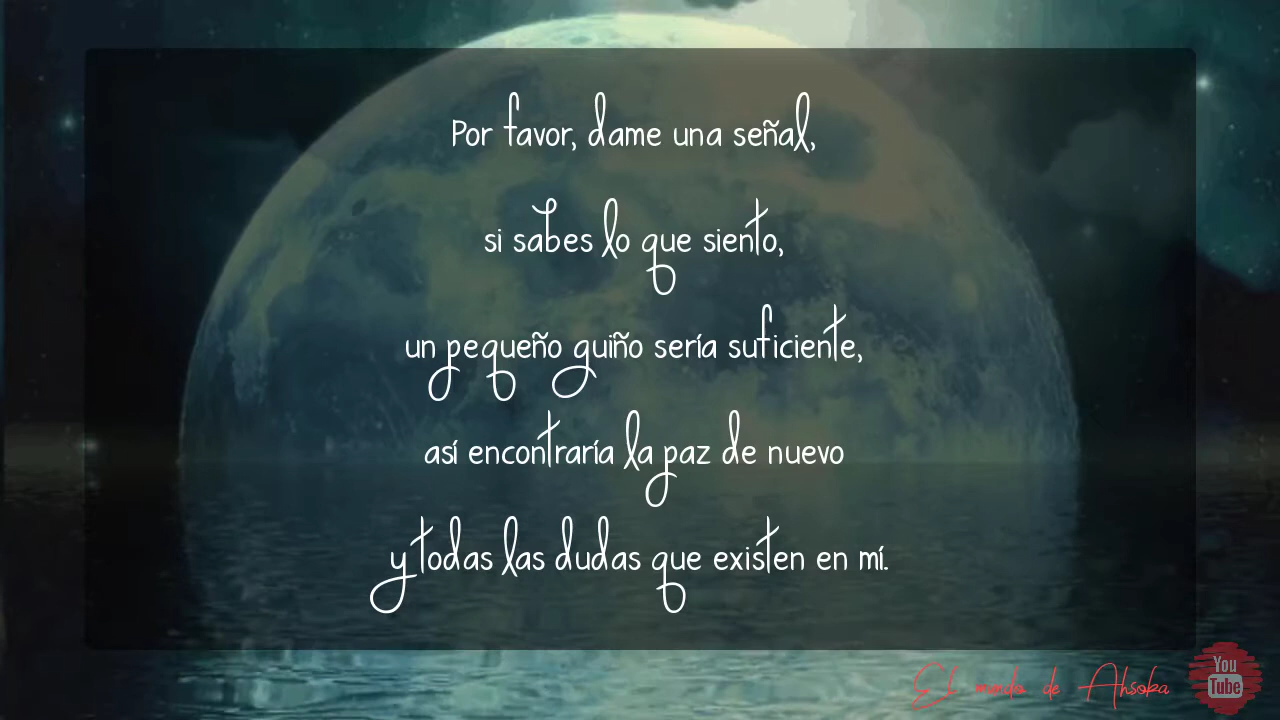 Por favor, dame una señal,
si sabes lo que siento,
un pequeño guiño sería suficiente,
así encontraría la paz de nuevo
y todas las dudas que existen en mí.
El mundo de Ahsoka
You
Tube